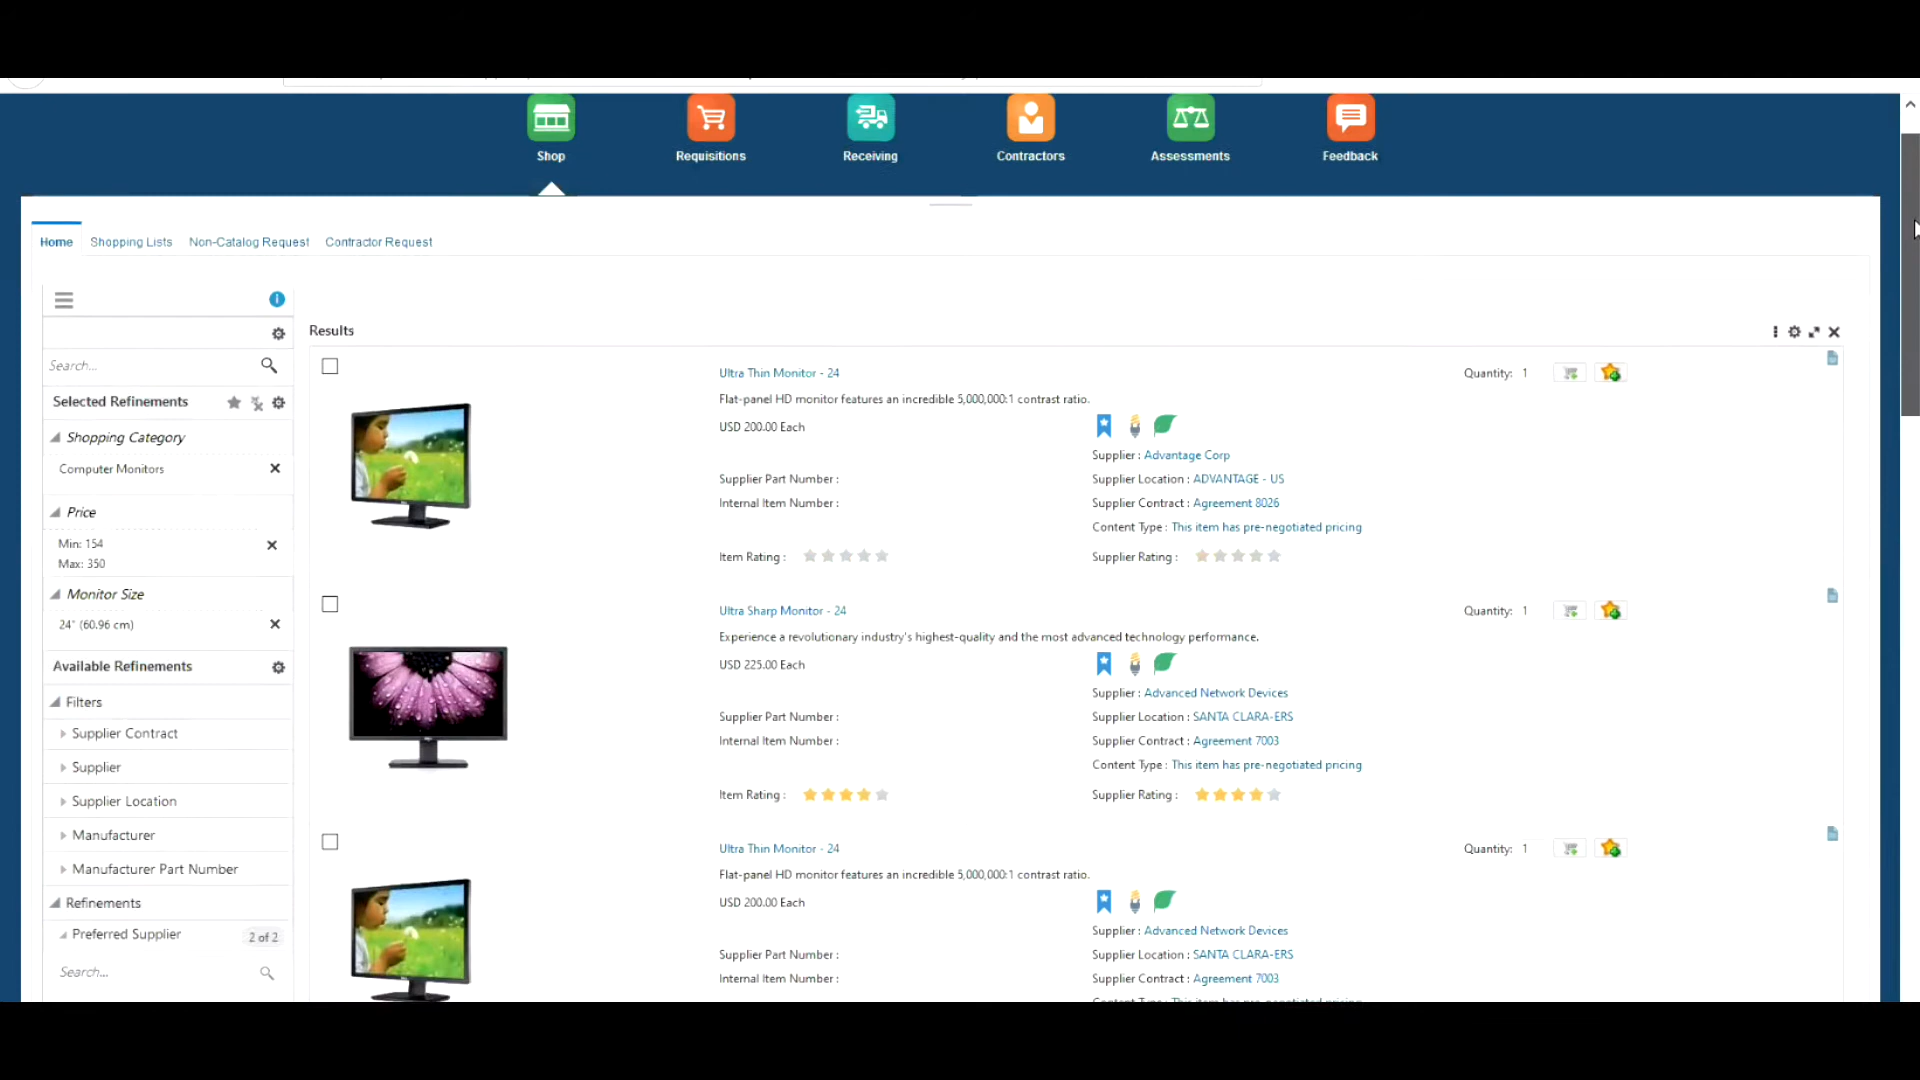 Shop
Requisitions
Receiving
Contractors
Assessments
Feedback
Home
Shopping Lists
Non-Catalog Request
Contractor Request
Search...
Selected Refinements
Shopping Category
Computer Monitors
Price
Min: 154
Max: 350
Monitor Size
24" (60.96 cm)
Available Refinements
Filters
Supplier Contract
Supplier
Supplier Location
Manufacturer
Manufacturer Part Number
Refinements
Preferred Supplier 2 of 2
Search...
Results
Ultra Thin Monitor - 24
Quantity: 1
Flat-panel HD monitor features an incredible 5,000,000:1 contrast ratio.
USD 200.00 Each
Supplier : Advantage Corp
Supplier Part Number :
Supplier Location : ADVANTAGE - US
Internal Item Number :
Supplier Contract : Agreement 8026
Content Type : This item has pre-negotiated pricing
Item Rating :
Supplier Rating :
Ultra Sharp Monitor - 24
Quantity: 1
Experience a revolutionary industry's highest-quality and the most advanced technology performance.
USD 225.00 Each
Supplier : Advanced Network Devices
Supplier Part Number :
Supplier Location : SANTA CLARA-ERS
Internal Item Number :
Supplier Contract : Agreement 7003
Content Type : This item has pre-negotiated pricing
Item Rating :
Supplier Rating :
Ultra Thin Monitor - 24
Quantity: 1
Flat-panel HD monitor features an incredible 5,000,000:1 contrast ratio.
USD 200.00 Each
Supplier : Advanced Network Devices
Supplier Part Number :
Supplier Location : SANTA CLARA-ERS
Internal Item Number :
Supplier Contract : Agreement 7003